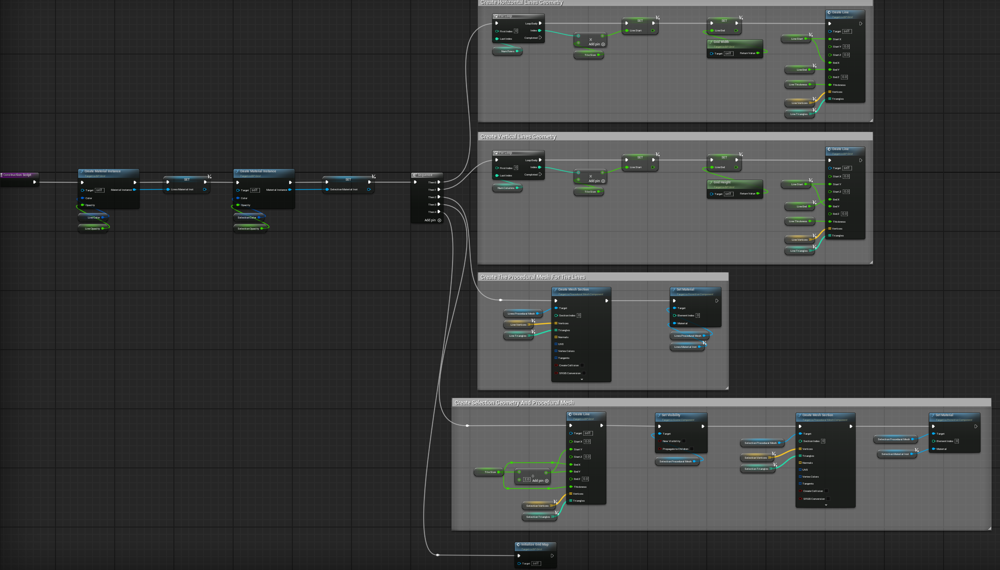 Construction Script
Create Material Instance
Target is BP Grid
Target self
Material Instance
Color
Opacity
Line Color
Line Opacity
SET
Lines Material Inst
Create Material Instance
Target is BP Grid
Target self
Material Instance
Color
Opacity
Selection Color
Selection Opacity
SET
Selection Material Inst
Sequence
Then 0
Then 1
Then 2
Then 3
Then 4
Add pin
Create Horizontal Lines Geometry
For Loop
Loop Body
First Index 0
Index
Last Index
Completed
Num Rows
×
Add pin
Tile Size
SET
Line Start
SET
Line End
Grid Width
Target is BP Grid
Target self
Return Value
Line Start
Line End
Line Thickness
Line Vertices
Line Triangles
Create Line
Target is BP Grid
Target self
Start X
Start Y 0.0
Start Z 0.0
End X
End Y
End Z 0.0
Thickness
Vertices
Triangles
Create Vertical Lines Geometry
For Loop
Loop Body
First Index 0
Index
Last Index
Completed
Num Columns
×
Add pin
Tile Size
SET
Line Start
SET
Line End
Grid Height
Target is BP Grid
Target self
Return Value
Line Start
Line End
Line Thickness
Line Vertices
Line Triangles
Create Line
Target is BP Grid
Target self
Start X 0.0
Start Y
Start Z 0.0
End X
End Y
End Z 0.0
Thickness
Vertices
Triangles
Create The Procedural Mesh For The Lines
Lines Procedural Mesh
Line Vertices
Line Triangles
Create Mesh Section
Target is Procedural Mesh Component
Target
Section Index 0
Vertices
Triangles
Normals
UV0
Vertex Colors
Tangents
Create Collision
SRGB Conversion
Set Material
Target is Primitive Component
Target
Element Index 0
Material
Lines Procedural Mesh
Lines Material Inst
Create Selection Geometry And Procedural Mesh
Tile Size
÷
2.0
Add pin
Selection Vertices
Selection Triangles
Create Line
Target is BP Grid
Target self
Start X 0.0
Start Y
Start Z 0.0
End X
End Y
End Z 0.0
Thickness
Vertices
Triangles
Set Visibility
Target is Scene Component
Target
New Visibility
Propagate to Children
Selection Procedural Mesh
Selection Procedural Mesh
Selection Vertices
Selection Triangles
Create Mesh Section
Target is Procedural Mesh Component
Target
Section Index 0
Vertices
Triangles
Normals
UV0
Vertex Colors
Tangents
Create Collision
SRGB Conversion
Selection Procedural Mesh
Selection Material Inst
Set Material
Target is Primitive Component
Target
Element Index 0
Material
Initialize Grid Map
Target is BP Grid
Target self